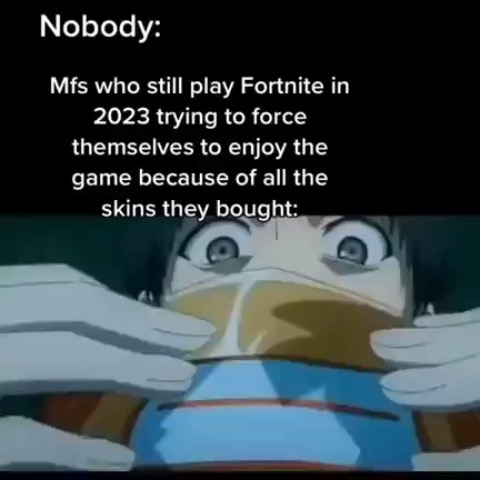 Nobody:
Mfs who still play Fortnite in
2023 trying to force
themselves to enjoy the
game because of all the
skins they bought: